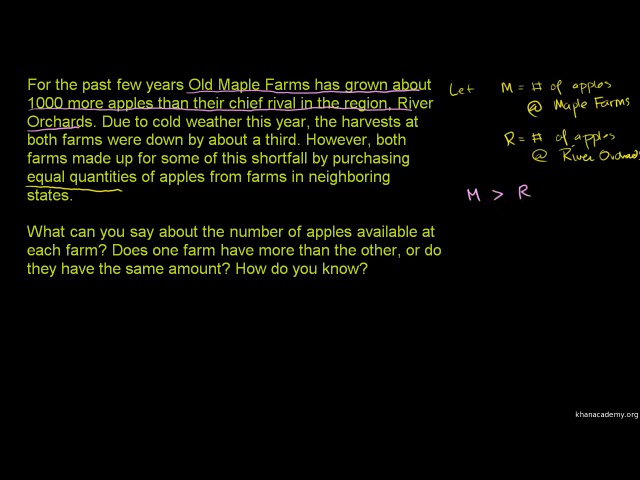 For the past few years Old Maple Farms has grown about
1000 more apples than their chief rival in the region, River
Orchards. Due to cold weather this year, the harvests at
both farms were down by about a third. However, both
farms made up for some of this shortfall by purchasing
equal quantities of apples from farms in neighboring
states.
What can you say about the number of apples available at
each farm? Does one farm have more than the other, or do
they have the same amount? How do you know?
Let M = # of apples
@ Maple Farms
R = # of apples
@ River Orchards
M > R
khanacademy.org